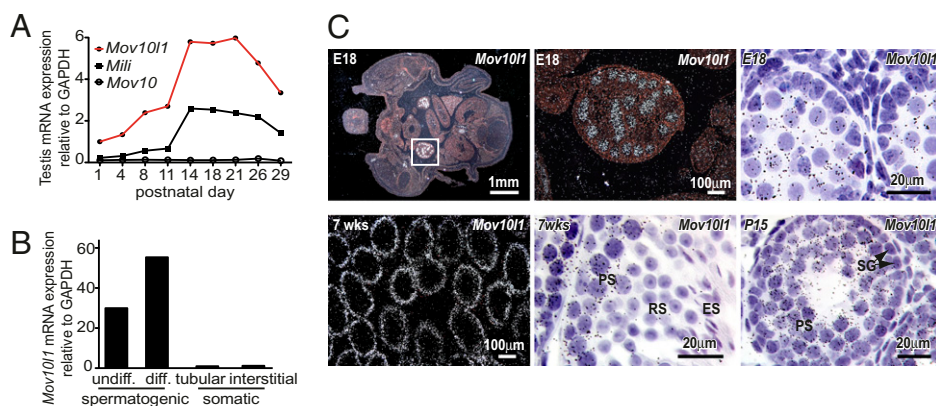 A
Testis mRNA expression
relative to GAPDH
6
4
2
0
Mov10l1
Mili
Mov10
1 4 8 11 14 18 21 26 29
postnatal day
B
Mov10l1 mRNA expression
relative to GAPDH
60
40
20
0
undiff. diff. tubular interstitial
spermatogenic somatic
C
E18 Mov10l1
1mm
E18 Mov10l1
100µm
E18 Mov10l1
20µm
7 wks Mov10l1
100µm
7wks Mov10l1
PS
RS
ES
20µm
P15 Mov10l1
SG
PS
20µm